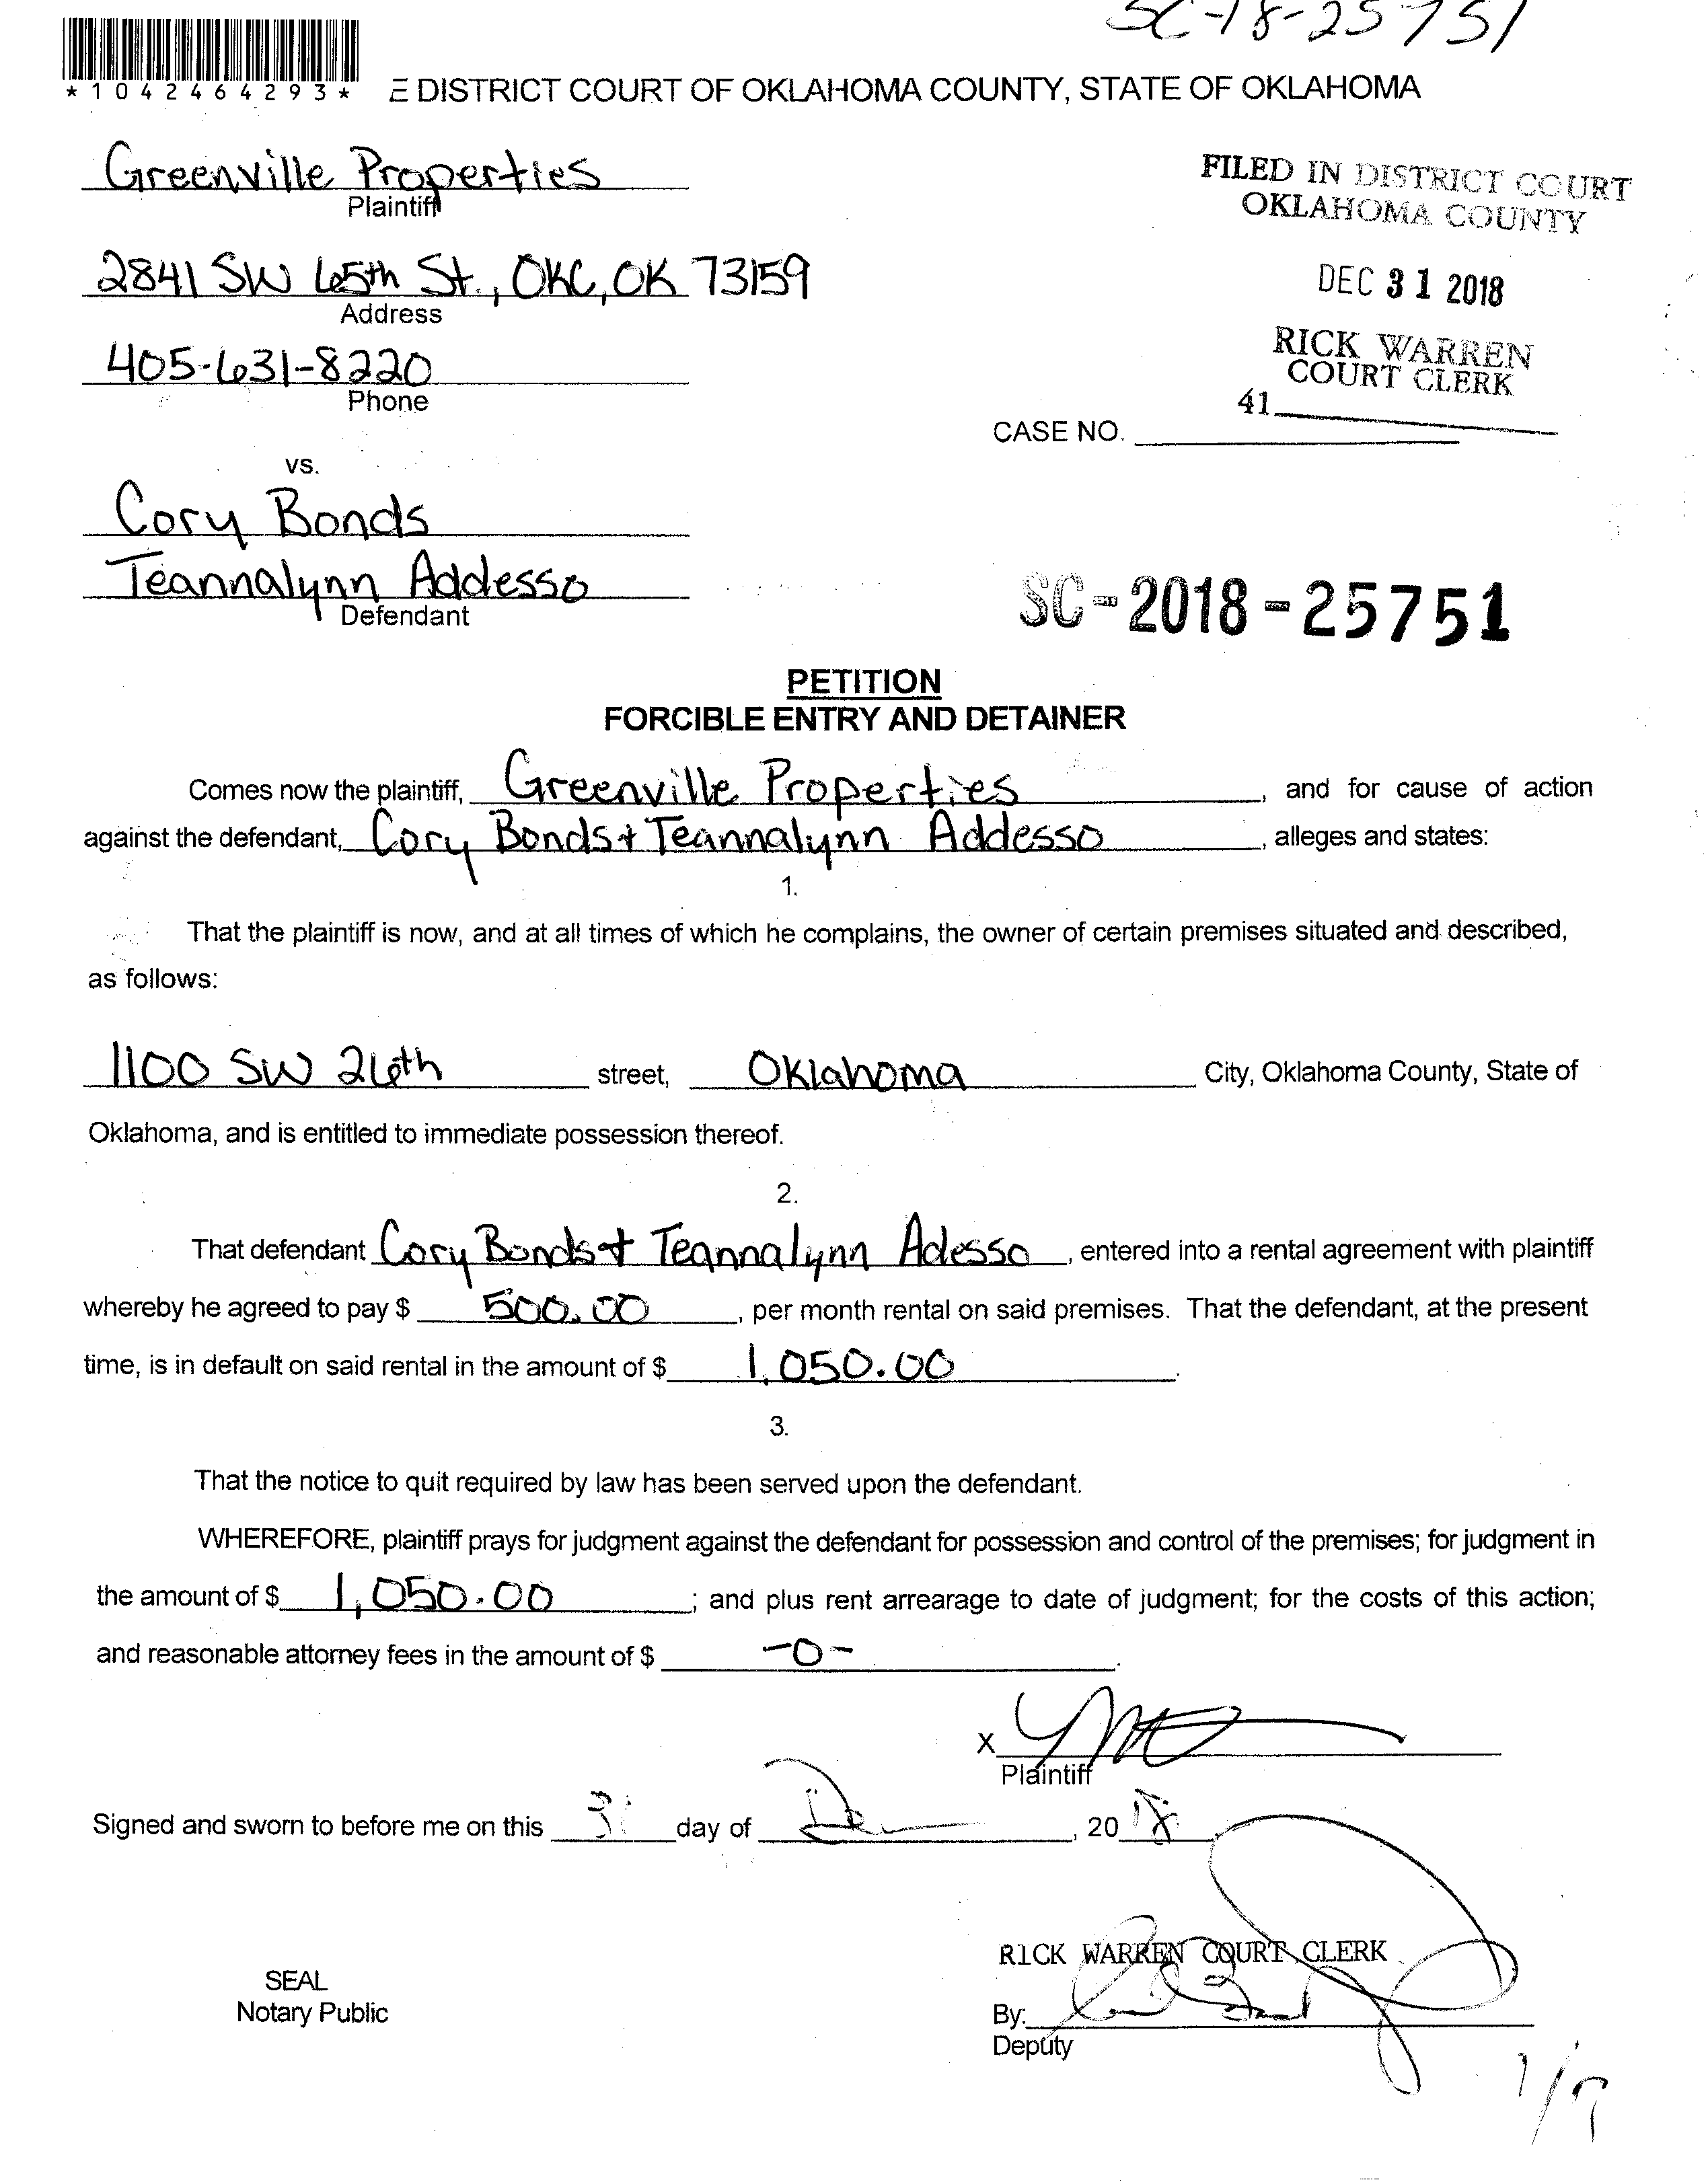 SC-18-25751
*1042464293*
E DISTRICT COURT OF OKLAHOMA COUNTY, STATE OF OKLAHOMA
Greenville Properties
Plaintiff
FILED IN DISTRICT COURT
OKLAHOMA COUNTY
2841 SW 65th St., OKC, OK 73159
Address
DEC 31 2018
405-631-8220
Phone
RICK WARREN
COURT CLERK
41
CASE NO.
vs.
Cory Bonds
Teannalynn Addesso
Defendant
SC-2018-25751
PETITION
FORCIBLE ENTRY AND DETAINER
Comes now the plaintiff, Greenville Properties, and for cause of action
against the defendant, Cory Bonds + Teannalynn Addesso, alleges and states:
1.
That the plaintiff is now, and at all times of which he complains, the owner of certain premises situated and described,
as follows:
1100 SW 26th street, Oklahoma City, Oklahoma County, State of
Oklahoma, and is entitled to immediate possession thereof.
2.
That defendant Cory Bonds + Teannalynn Adesso, entered into a rental agreement with plaintiff
whereby he agreed to pay $ 500.00, per month rental on said premises. That the defendant, at the present
time, is in default on said rental in the amount of $ 1,050.00.
3.
That the notice to quit required by law has been served upon the defendant.
WHEREFORE, plaintiff prays for judgment against the defendant for possession and control of the premises; for judgment in
the amount of $ 1,050.00; and plus rent arrearage to date of judgment; for the costs of this action;
and reasonable attorney fees in the amount of $ -0-.
X
Plaintiff
Signed and sworn to before me on this 31 day of Dec, 2018
RICK WARREN COURT CLERK
SEAL
Notary Public
By:
Deputy